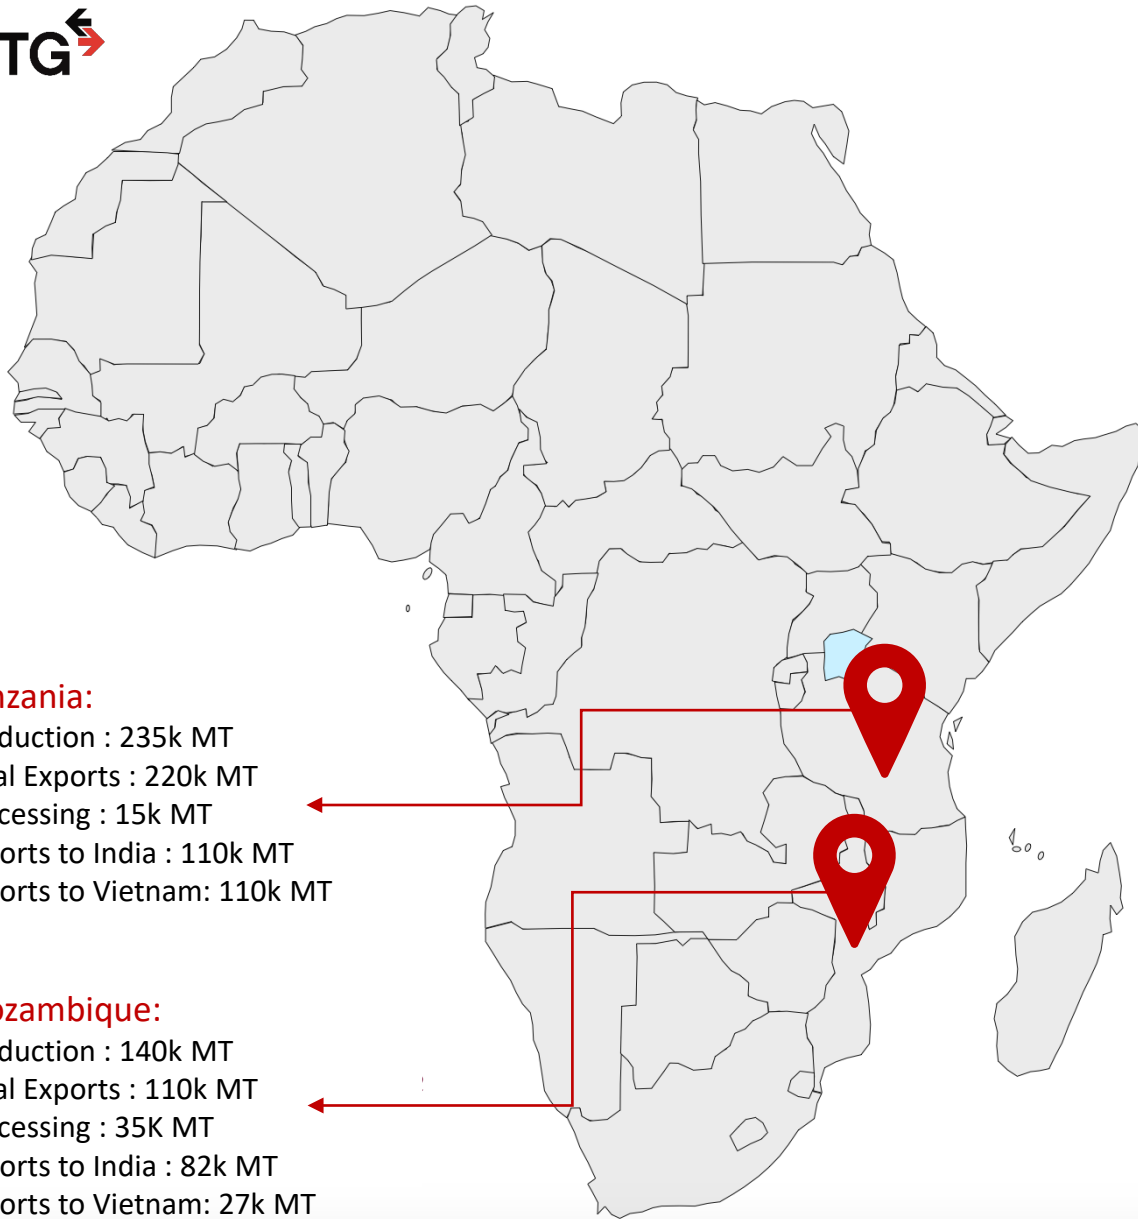 TG
nzania:
duction : 235k MT
al Exports : 220k MT
cessing : 15k MT
orts to India : 110k MT
orts to Vietnam: 110k MT
ozambique:
duction : 140k MT
al Exports : 110k MT
cessing : 35K MT
orts to India : 82k MT
orts to Vietnam: 27k MT